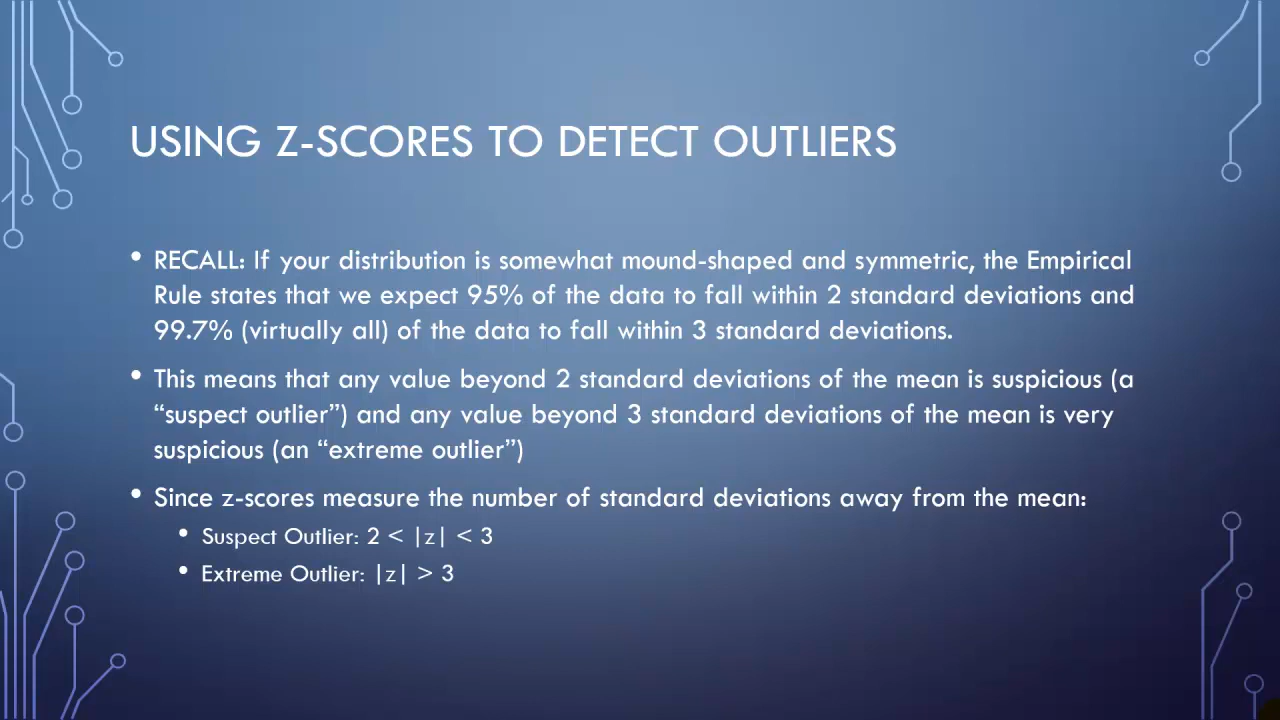 USING Z-SCORES TO DETECT OUTLIERS
• RECALL: If your distribution is somewhat mound-shaped and symmetric, the Empirical
Rule states that we expect 95% of the data to fall within 2 standard deviations and
99.7% (virtually all) of the data to fall within 3 standard deviations.
• This means that any value beyond 2 standard deviations of the mean is suspicious (a
“suspect outlier”) and any value beyond 3 standard deviations of the mean is very
suspicious (an “extreme outlier”)
• Since z-scores measure the number of standard deviations away from the mean:
• Suspect Outlier: 2 < |z| < 3
• Extreme Outlier: |z| > 3